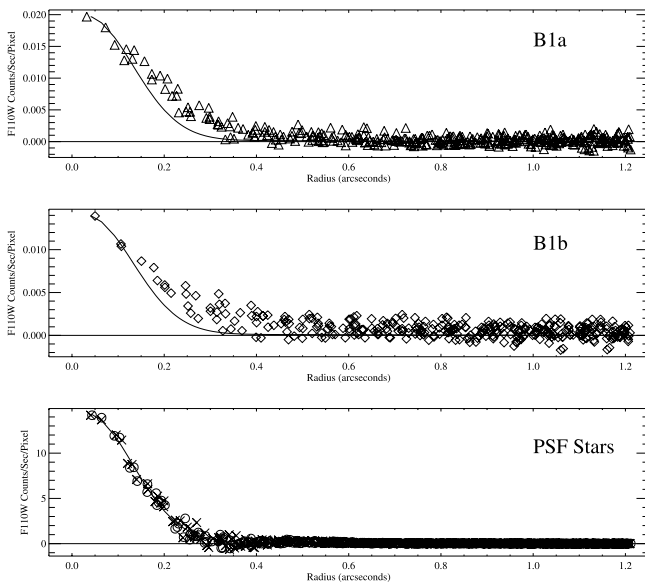 B1a
0.020
0.015
0.010
0.005
0.000
F110W Counts/Sec/Pixel
0.0 0.2 0.4 0.6 0.8 1.0 1.2
Radius (arcseconds)
B1b
0.010
0.005
0.000
F110W Counts/Sec/Pixel
0.0 0.2 0.4 0.6 0.8 1.0 1.2
Radius (arcseconds)
PSF Stars
10
5
0
F110W Counts/Sec/Pixel
0.0 0.2 0.4 0.6 0.8 1.0 1.2
Radius (arcseconds)